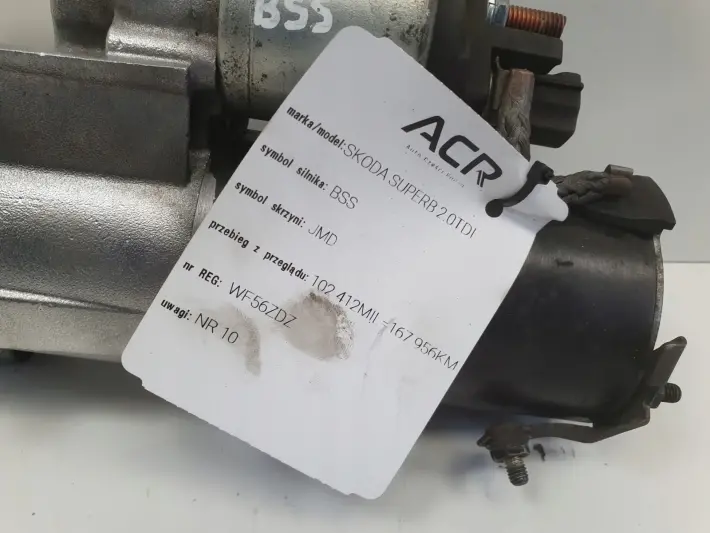 BSS
ACR
Auto Części Rećma
marka/model: SKODA SUPERB 2.0TDI
symbol silnika: BSS
symbol skrzyni: JMD
przebieg z przeglądu: 102 412MIl -167 956KM
nr REG: WF56ZDZ
uwagi: NR 10